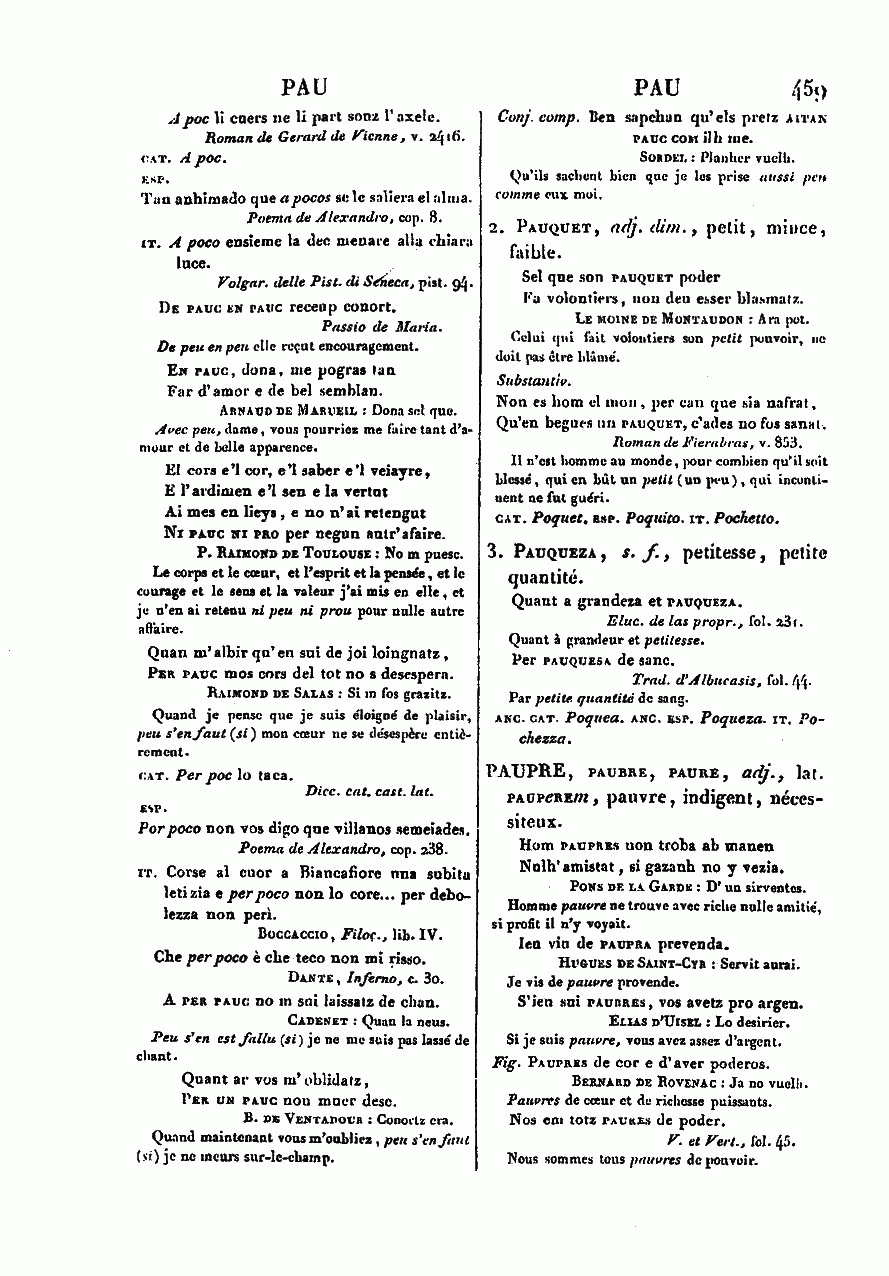 PAU
PAU 459
A poc li cuers ne li part sonz l'axele.
Roman de Gerard de Vienne, v. 2416.
CAT. A poc.
ESP.
Tan anhimado que a pocos se le saliera el alma.
Poema de Alexandro, cop. 8.
IT. A poco ensieme la dee menare alla chiara
luce.
Volgar. delle Pist. di Séneca, pist. 94.
DE PAUC EN PAUC receup conort.
Passio de Maria.
De peu en peu elle reçut encouragement.
EN PAUC, dona, me pogras tan
Far d'amor e de bel semblan.
ARNAUD DE MARUEIL : Dona sel que.
Avec peu, dame, vous pourriez me faire tant d'a-
mour et de belle apparence.
El cors e'l cor, e'l saber e'l veiayre,
E l'ardimen e'l sen e la vertut
Ai mes en lieys, e no n'ai retengut
NI PAUC NI PRO per negun autr'afaire.
P. RAIMOND DE TOULOUSE : No m puesc.
Le corps et le cœur, et l'esprit et la pensée, et le
courage et le sens et la valeur j'ai mis en elle, et
je n'en ai retenu ni peu ni prou pour nulle autre
affaire.
Quan m'albir qu'en sui de joi loingnatz,
PER PAUC mos cors del tot no s desespern.
RAIMOND DE SALAS : Si m fos grazitz.
Quand je pense que je suis éloigné de plaisir,
peu s'en faut (si) mon cœur ne se désespère entiè-
rement.
CAT. Per poc lo taca.
Dicc. cat. cast. lat.
ESP.
Por poco non vos digo que villanos semeiades.
Poema de Alexandro, cop. 238.
IT. Corse al cuor a Biancafiore una subita
letizia e per poco non lo core... per debo-
lezza non perì.
BOCCACCIO, Filoc., lib. IV.
Che per poco è che teco non mi risso.
DANTE, Inferno, c. 30.
A PER PAUC no m sui laissatz de chan.
CADENET : Quan la neus.
Peu s'en est fallu (si) je ne me suis pas lassé de
chant.
Quant ar vos m'oblidatz,
PER UN PAUC non muer desc.
B. DE VENTADOUR : Conortz era.
Quand maintenant vous m'oubliez, peu s'en faut
(si) je ne meurs sur-le-champ.
Conj. comp. Ben sapchun qu'els pretz AITAN
PAUC COM ilh me.
SORDEL : Planher vuelh.
Qu'ils sachent bien que je les prise aussi peu
comme eux moi.
2. PAUQUET, adj. dim., petit, mince,
faible.
Sel que son PAUQUET poder
Fa volontiers, non deu esser blasmatz.
LE MOINE DE MONTAUDON : Ara pot.
Celui qui fait volontiers son petit pouvoir, ne
doit pas être blâmé.
Substantiv.
Non es hom el mon, per can que sia nafrat,
Qu'en begues un PAUQUET, c'ades no fos sanat.
Roman de Fierabras, v. 853.
Il n'est homme au monde, pour combien qu'il soit
blessé, qui en bût un petit (un peu), qui inconti-
nent ne fut guéri.
CAT. Poquet. ESP. Poquito. IT. Pochetto.
3. PAUQUEZA, s. f., petitesse, petite
quantité.
Quant a grandeza et PAUQUEZA.
Eluc. de las propr., fol. 231.
Quant à grandeur et petitesse.
Per PAUQUESA de sanc.
Trad. d'Albucasis, fol. 44.
Par petite quantité de sang.
ANC. CAT. Poquea. ANC. ESP. Poqueza. IT. Po-
chezza.
PAUPRE, PAUBRE, PAURE, adj., lat.
PAUPEREm, pauvre, indigent, néces-
siteux.
Hom PAUPRES non troba ab manen
Nulh'amistat, si gazanh no y vezia.
PONS DE LA GARDE : D'un sirventes.
Homme pauvre ne trouve avec riche nulle amitié,
si profit il n'y voyait.
Ieu viu de PAUPRA prevenda.
HUGUES DE SAINT-CYR : Servit aurai.
Je vis de pauvre provende.
S'ieu sui PAUBRES, vos avetz pro argen.
ELIAS D'UISEL : Lo desirier.
Si je suis pauvre, vous avez assez d'argent.
Fig. PAUPRES de cor e d'aver poderos.
BERNARD DE ROVENAC : Ja no vuelh.
Pauvres de cœur et de richesse puissants.
Nos em totz PAURES de poder.
V. et Vert., fol. 45.
Nous sommes tous pauvres de pouvoir.